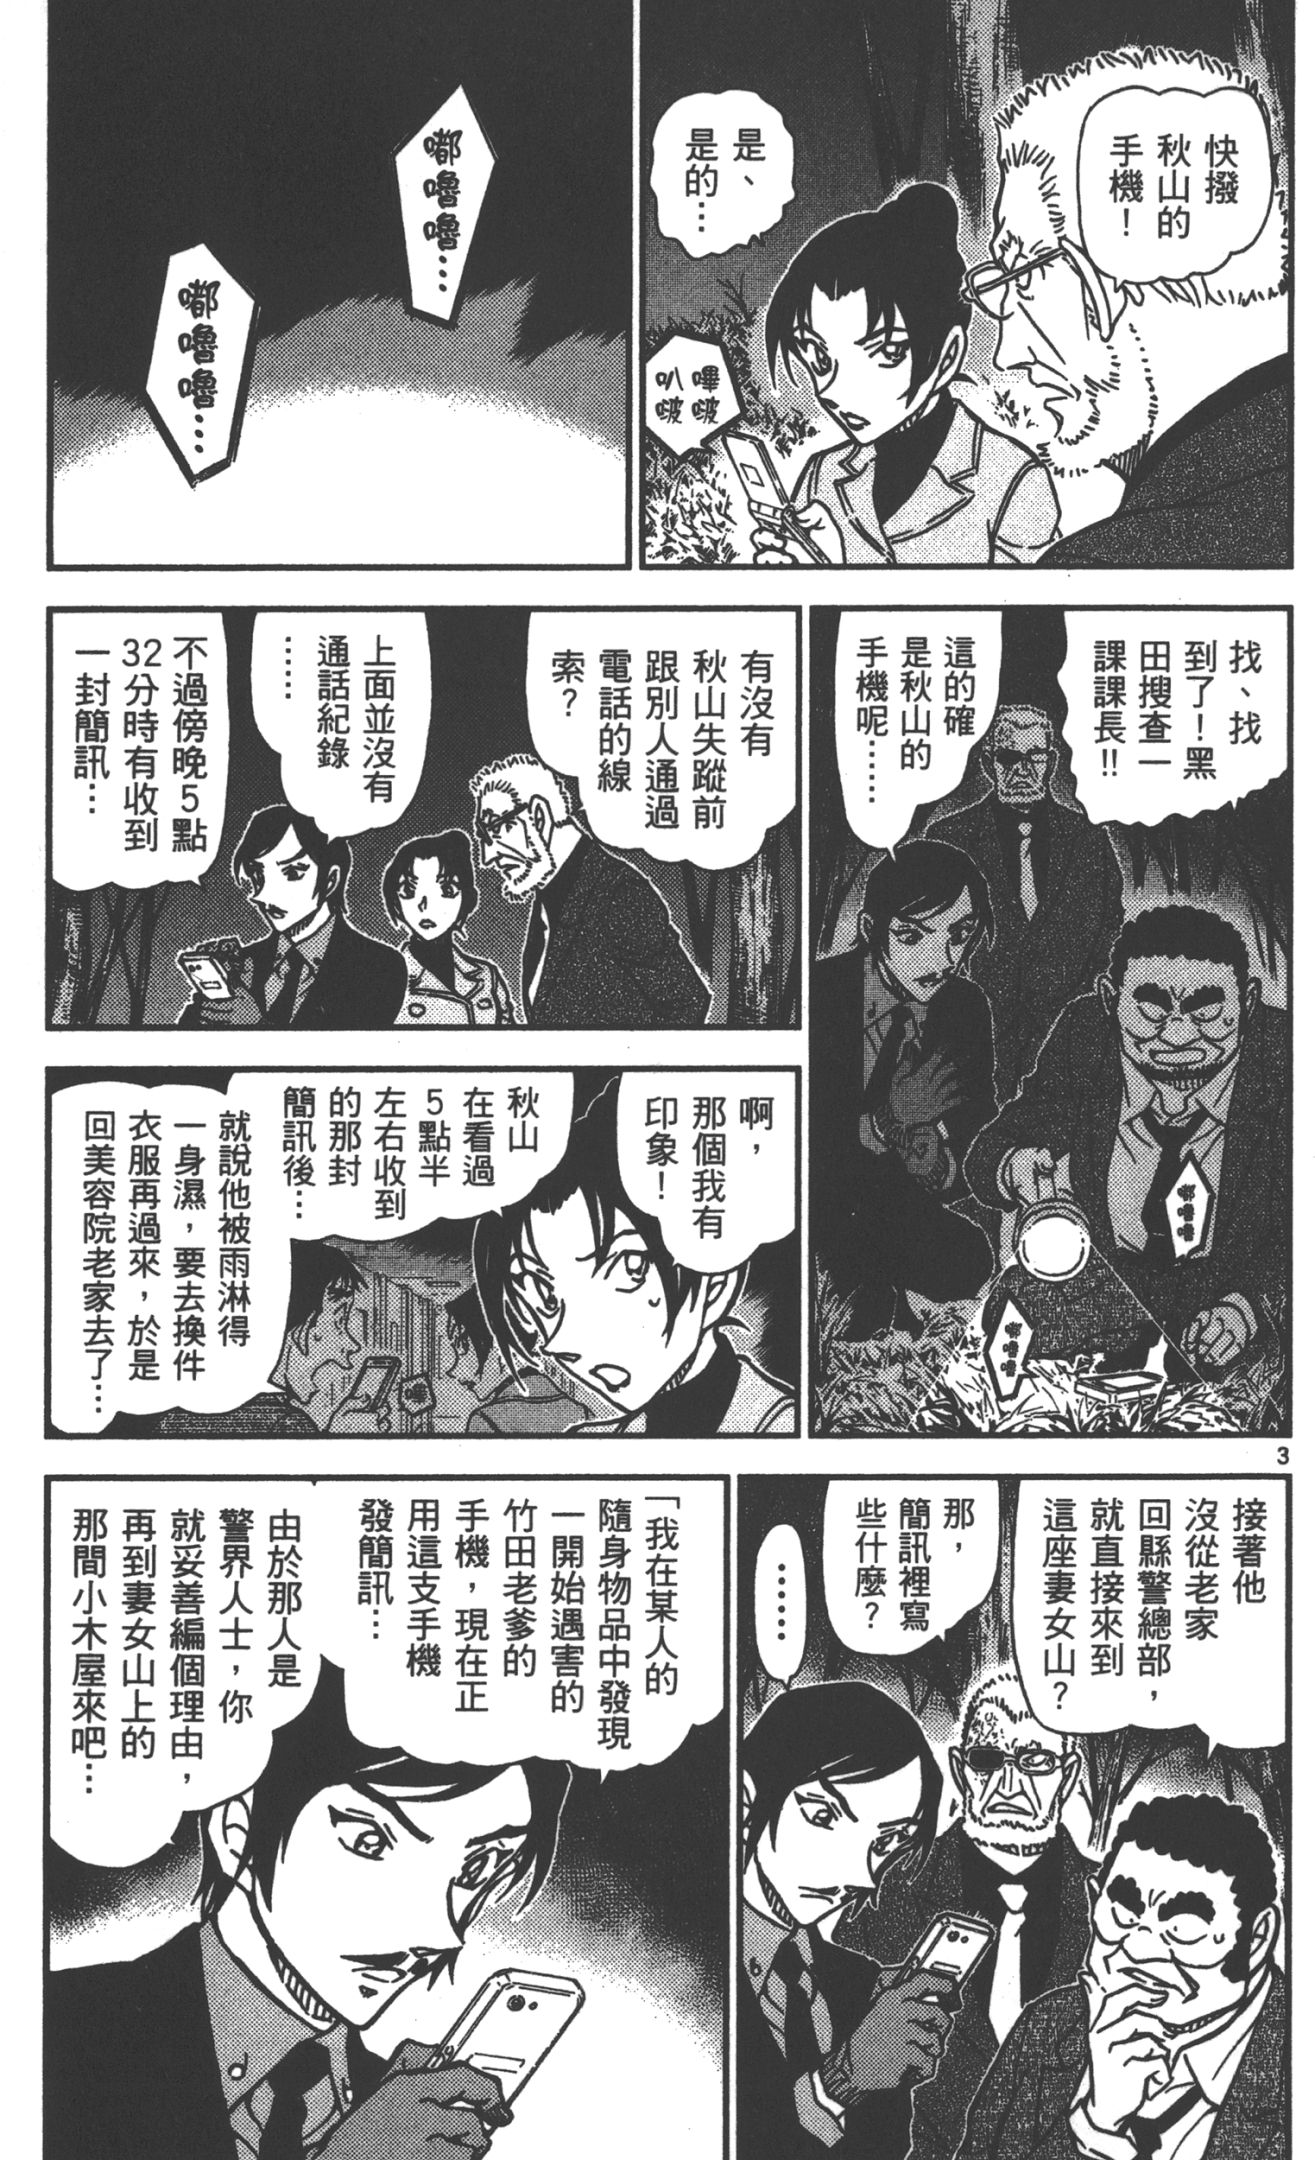 快撥
秋山的
手機！
是、
是的…
嗶啵
叭啵
嘟嚕嚕…
嘟嚕嚕…
找、找
到了！黑
田搜查一
課課長!!
這的確
是秋山的
手機呢……
嘟嚕嚕
嘟嚕嚕
有沒有
秋山失蹤前
跟別人通過
電話的線
索？
上面並沒有
通話紀錄
……
不過傍晚5點
32分時有收到
一封簡訊…
啊，
那個我有
印象！
秋山
在看過
5點半
左右收到
的那封
簡訊後…
就說他被雨淋得
一身濕，要去換件
衣服再過來，於是
回美容院老家去了…
3
接著他
沒從老家
回縣警總部，
就直接來到
這座妻女山？
那，
簡訊裡寫
些什麼？
……
「我在某人的
隨身物品中發現
一開始遇害的
竹田老爹的
手機，現在正
用這支手機
發簡訊…
由於那人是
警界人士，你
就妥善編個理由，
再到妻女山上的
那間小木屋來吧…